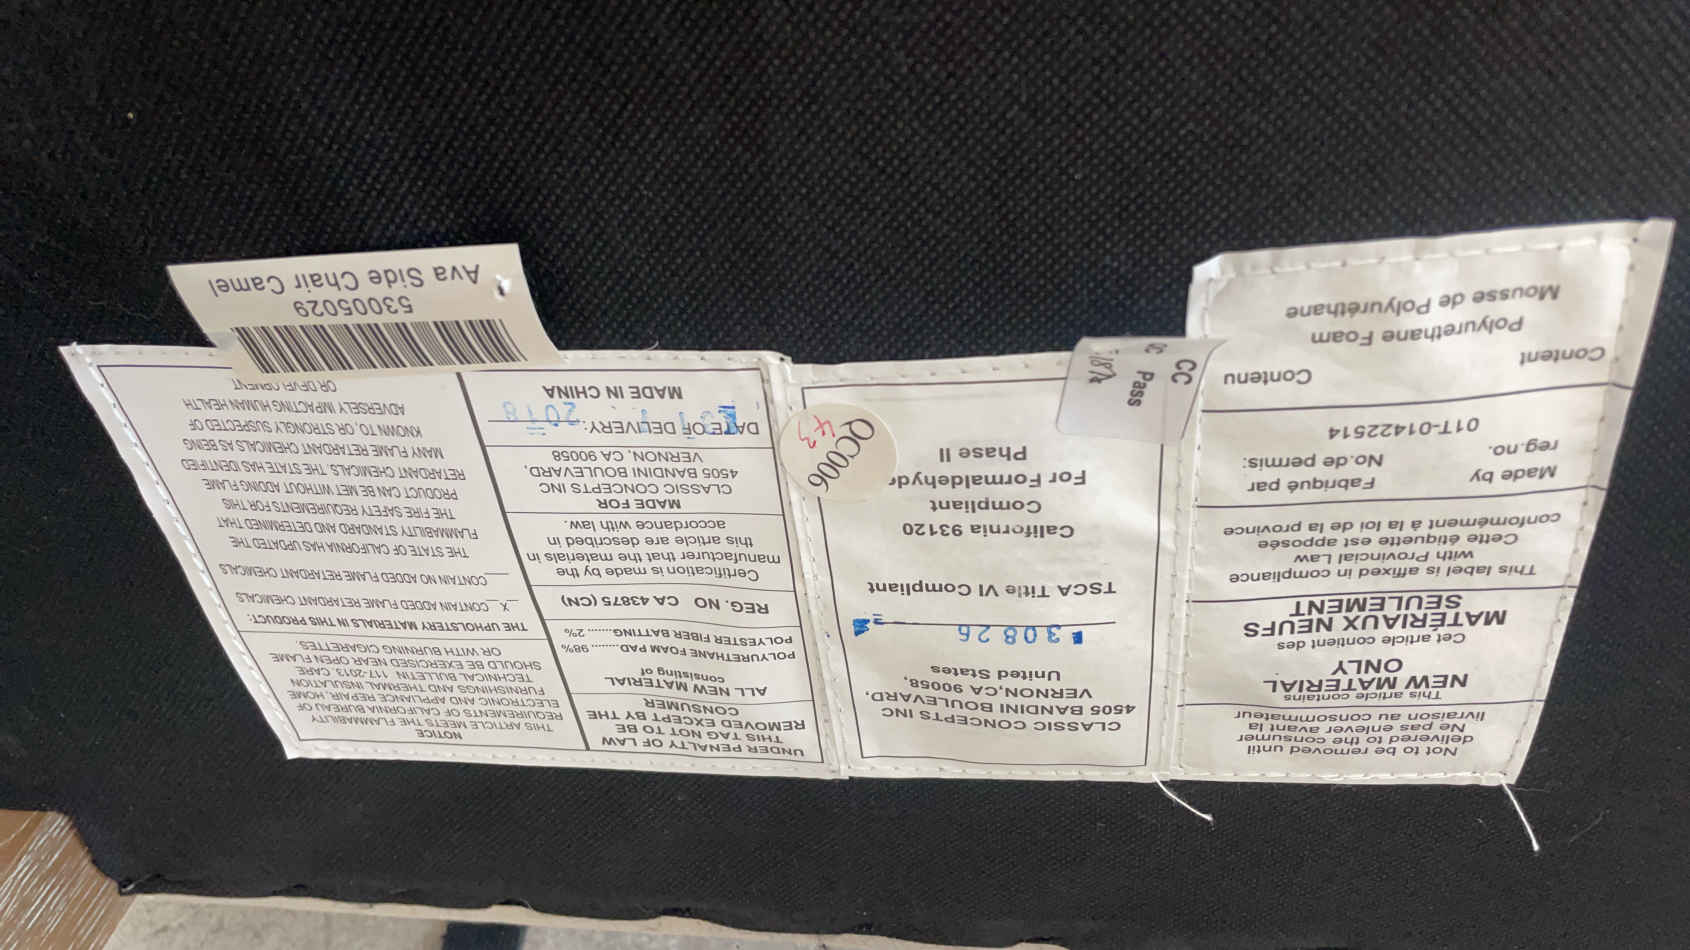 Ava Side Chair Camel
53005029
UNDER PENALTY OF LAW
THIS TAG NOT TO BE
REMOVED EXCEPT BY THE
CONSUMER
ALL NEW MATERIAL
consisting of
POLYURETHANE FOAM PAD........ 98%
POLYESTER FIBER BATTING....... 2%
REG. NO CA 43875 (CN)
Certification is made by the
manufacturer that the materials in
this article are described in
accordance with law.
MADE FOR
CLASSIC CONCEPTS INC
4505 BANDINI BOULEVARD,
VERNON, CA 90058
DATE OF DELIVERY: 2018
MADE IN CHINA
NOTICE
THIS ARTICLE MEETS THE FLAMMABILITY
REQUIREMENTS OF CALIFORNIA BUREAU OF
ELECTRONIC AND APPLIANCE REPAIR, HOME
FURNISHINGS AND THERMAL INSULATION
TECHNICAL BULLETIN 117-2013. CARE
SHOULD BE EXERCISED NEAR OPEN FLAME
OR WITH BURNING CIGARETTES.
THE UPHOLSTERY MATERIALS IN THIS PRODUCT:
_X_ CONTAIN ADDED FLAME RETARDANT CHEMICALS
____CONTAIN NO ADDED FLAME RETARDANT CHEMICALS
THE STATE OF CALIFORNIA HAS UPDATED THE
FLAMMABILITY STANDARD AND DETERMINED THAT
THE FIRE SAFETY REQUIREMENTS FOR THIS
PRODUCT CAN BE MET WITHOUT ADDING FLAME
RETARDANT CHEMICALS. THE STATE HAS IDENTIFIED
MANY FLAME RETARDANT CHEMICALS AS BEING
KNOWN TO, OR STRONGLY SUSPECTED OF
ADVERSELY IMPACTING HUMAN HEALTH
OR DEVELOPMENT
CLASSIC CONCEPTS INC
4505 BANDINI BOULEVARD,
VERNON,CA 90058,
United States
30826
TSCA Title VI Compliant
California 93120
Compliant
For Formaldehyde
Phase II
QC006
43
CC
Pass
Not to be removed until
delivered to the consumer
Ne pas enlever avant la
livraison au consommateur
This article contains
NEW MATERIAL
ONLY
Cet article contient des
MATÉRIAUX NEUFS
SEULEMENT
This label is affixed in compliance
with Provincial Law
Cette étiquette est apposée
conformément à la loi de la province
Made by Fabriqué par
reg.no. No.de permis:
01T-01422514
Content Contenu
Polyurethane Foam
Mousse de Polyuréthane